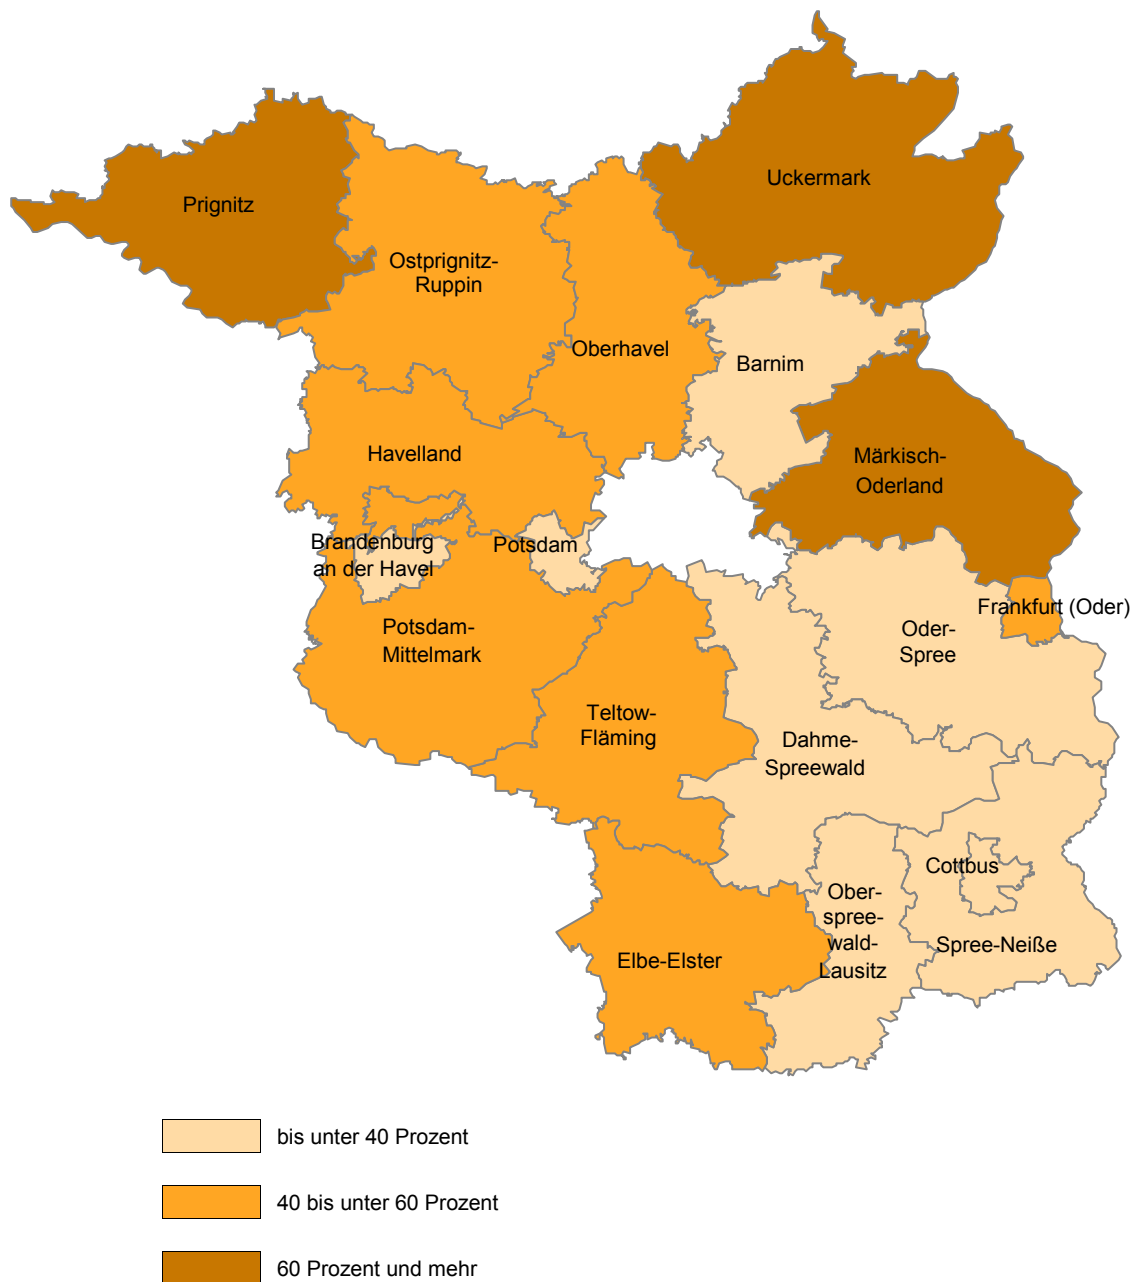 Uckermark
Prignitz
Ostprignitz-
Ruppin
Oberhavel
Barnim
Havelland
Märkisch-
Oderland
Brandenburg
an der Havel
Potsdam
Frankfurt (Oder)
Potsdam-
Mittelmark
Oder-
Spree
Teltow-
Fläming
Dahme-
Spreewald
Cottbus
Ober-
spree-
wald-
Lausitz
Spree-Neiße
Elbe-Elster
bis unter 40 Prozent
40 bis unter 60 Prozent
60 Prozent und mehr